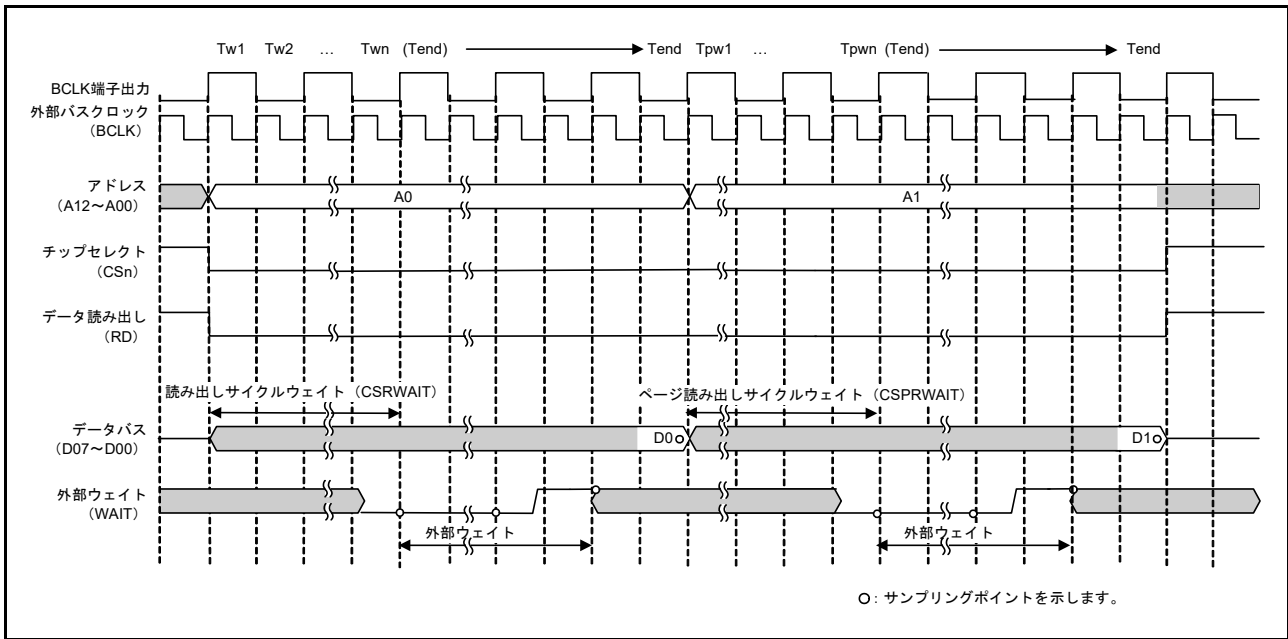 Tw1 Tw2 … Twn (Tend) Tend Tpw1 … Tpwn (Tend) Tend
BCLK端子出力
外部バスクロック
（BCLK）
アドレス
（A12～A00）
A0 A1
チップセレクト
（CSn）
データ読み出し
（RD）
読み出しサイクルウェイト（CSRWAIT） ページ読み出しサイクルウェイト（CSPRWAIT）
データバス
（D07～D00）
D0 D1
外部ウェイト
（WAIT）
外部ウェイト 外部ウェイト
：サンプリングポイントを示します。